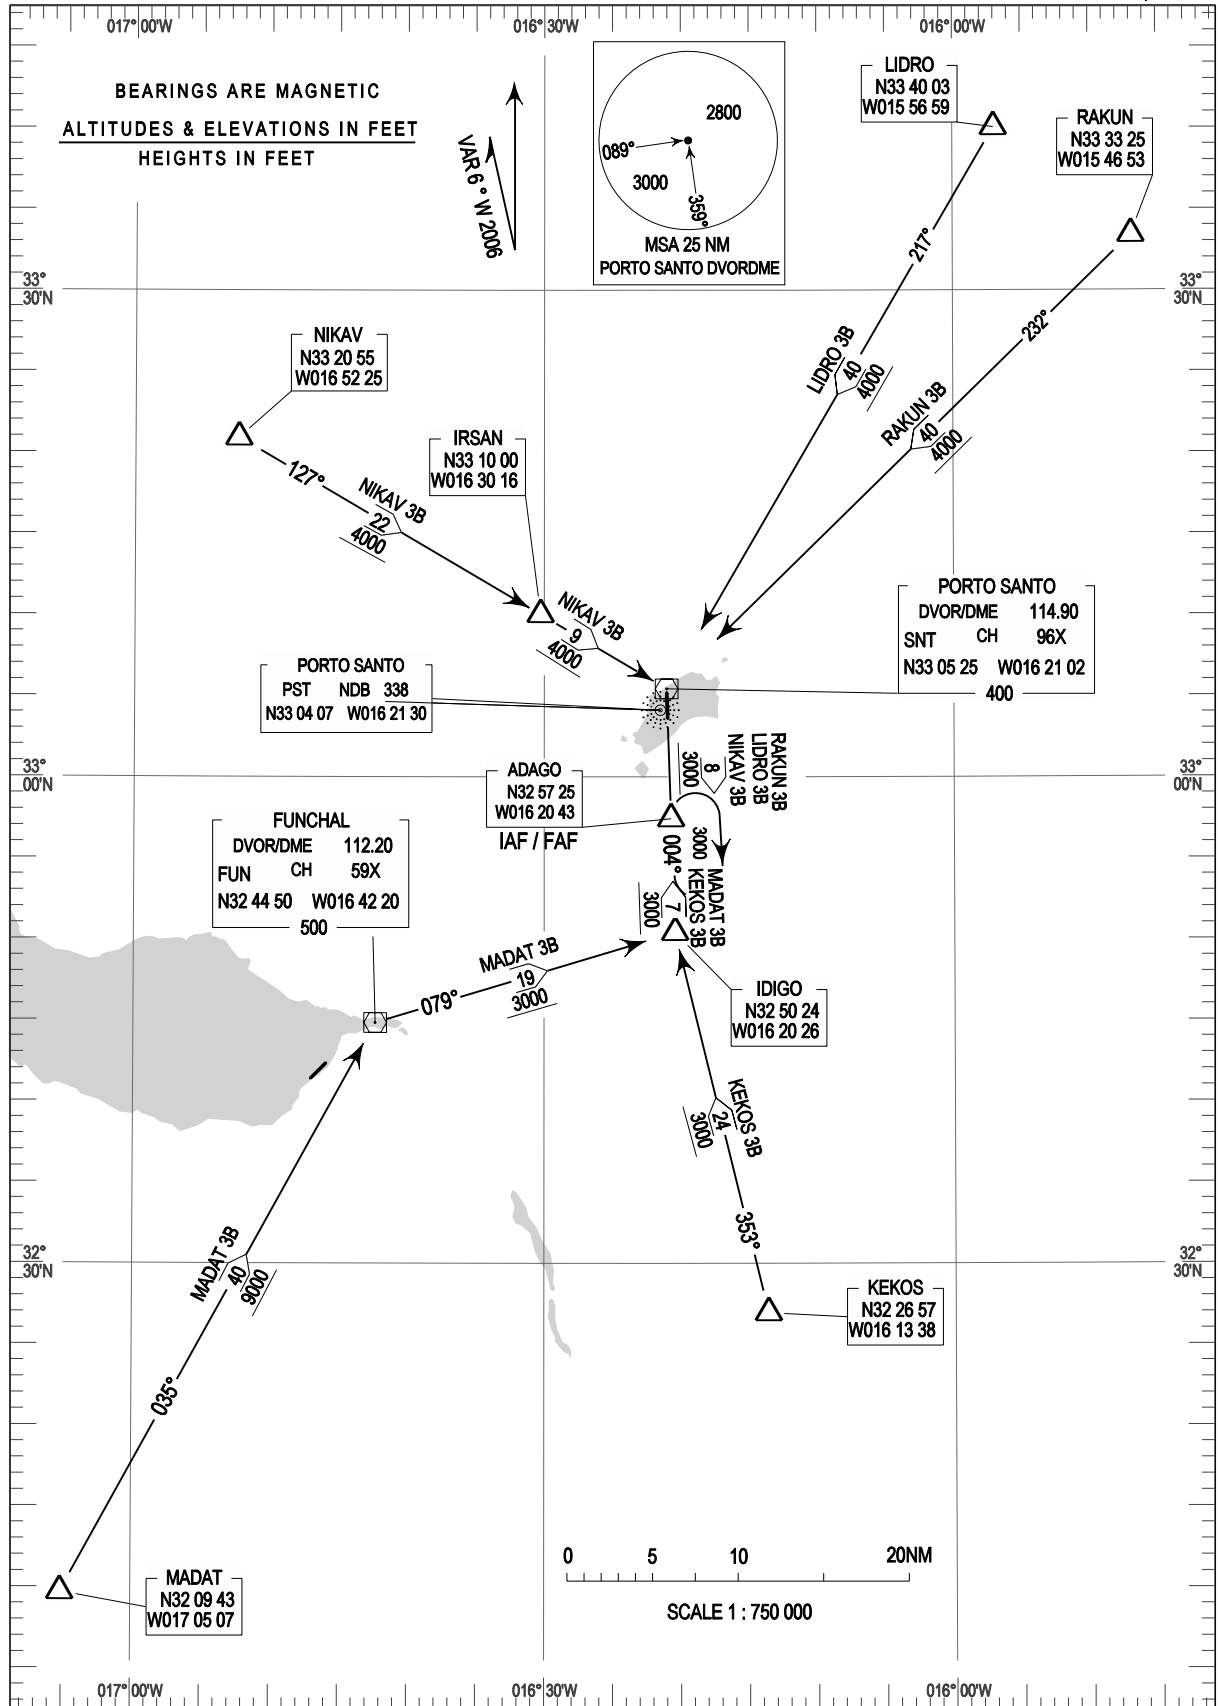 017° 00'W
016° 30'W
016° 00'W
BEARINGS ARE MAGNETIC
ALTITUDES & ELEVATIONS IN FEET
HEIGHTS IN FEET
VAR 6 ° W 2006
2800
089°
3000
359°
MSA 25 NM
PORTO SANTO DVORDME
LIDRO
N33 40 03
W015 56 59
RAKUN
N33 33 25
W015 46 53
217°
232°
33°
30'N
33°
30'N
LIDRO 3B
40
4000
RAKUN 3B
40
4000
NIKAV
N33 20 55
W016 52 25
127°
NIKAV 3B
22
4000
IRSAN
N33 10 00
W016 30 16
NIKAV 3B
9
4000
PORTO SANTO
DVOR/DME 114.90
SNT CH 96X
N33 05 25 W016 21 02
400
PORTO SANTO
PST NDB 338
N33 04 07 W016 21 30
33°
00'N
33°
00'N
RAKUN 3B
LIDRO 3B
NIKAV 3B
8
3000
ADAGO
N32 57 25
W016 20 43
IAF / FAF
004°
MADAT 3B
KEKOS 3B
3000
7
3000
FUNCHAL
DVOR/DME 112.20
FUN CH 59X
N32 44 50 W016 42 20
500
079°
MADAT 3B
19
3000
IDIGO
N32 50 24
W016 20 26
KEKOS 3B
24
3000
353°
32°
30'N
32°
30'N
MADAT 3B
40
9000
035°
KEKOS
N32 26 57
W016 13 38
MADAT
N32 09 43
W017 05 07
0 5 10 20NM
SCALE 1 : 750 000
017° 00'W
016° 30'W
016° 00'W